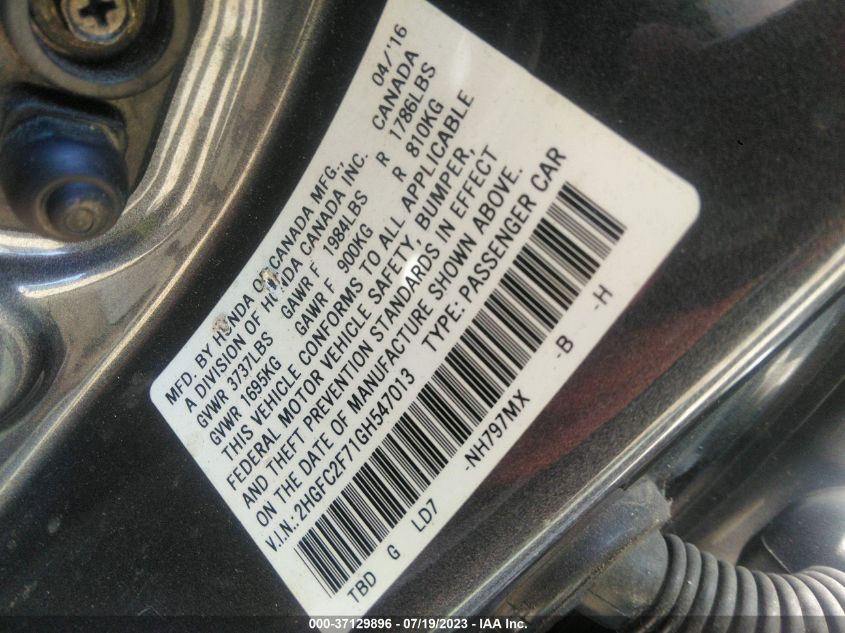 MFD. BY HONDA OF CANADA MFG., 04/'16
A DIVISION OF HONDA CANADA INC. CANADA
GVWR 3737LBS GAWR F 1984LBS R 1786LBS
GVWR 1695KG GAWR F 900KG R 810KG
THIS VEHICLE CONFORMS TO ALL APPLICABLE
FEDERAL MOTOR VEHICLE SAFETY, BUMPER,
AND THEFT PREVENTION STANDARDS IN EFFECT
ON THE DATE OF MANUFACTURE SHOWN ABOVE.
V.I.N.: 2HGFC2F71GH547013 TYPE: PASSENGER CAR
TBD G LD7 -NH797MX -B -H
000-37129896 - 07/19/2023 - IAA Inc.